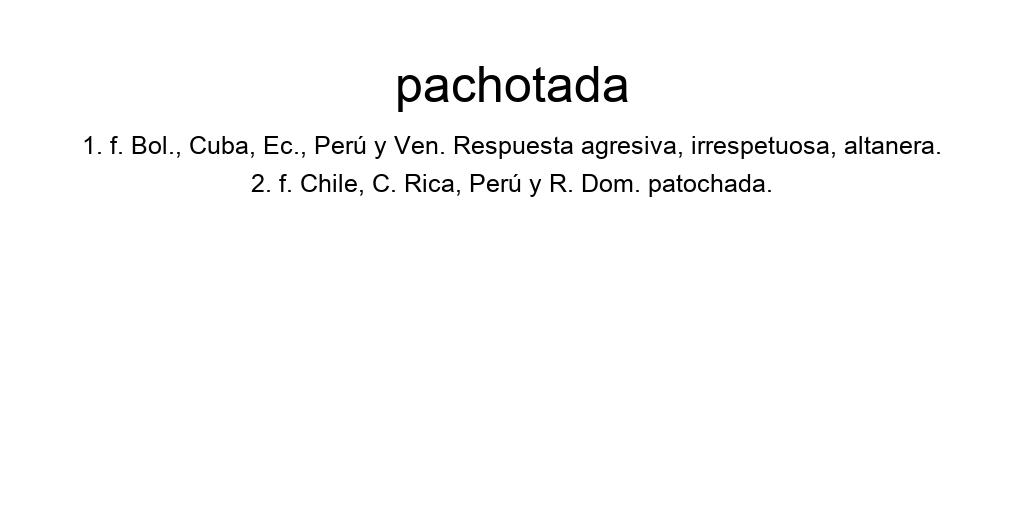 pachotada
1. f. Bol., Cuba, Ec., Perú y Ven. Respuesta agresiva, irrespetuosa, altanera.
2. f. Chile, C. Rica, Perú y R. Dom. patochada.